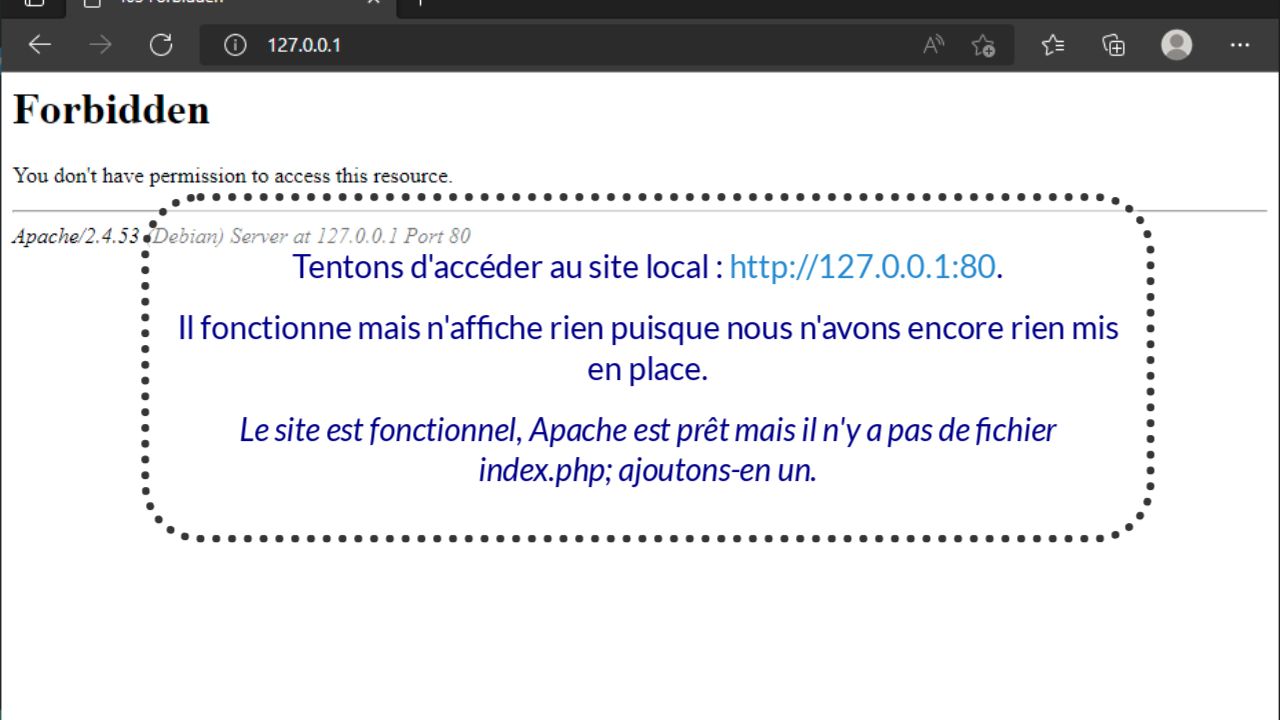 127.0.0.1
Forbidden
You don't have permission to access this resource.
Apache/2.4.53 (Debian) Server at 127.0.0.1 Port 80
Tentons d'accéder au site local : http://127.0.0.1:80.
Il fonctionne mais n'affiche rien puisque nous n'avons encore rien mis
en place.
Le site est fonctionnel, Apache est prêt mais il n'y a pas de fichier
index.php; ajoutons-en un.